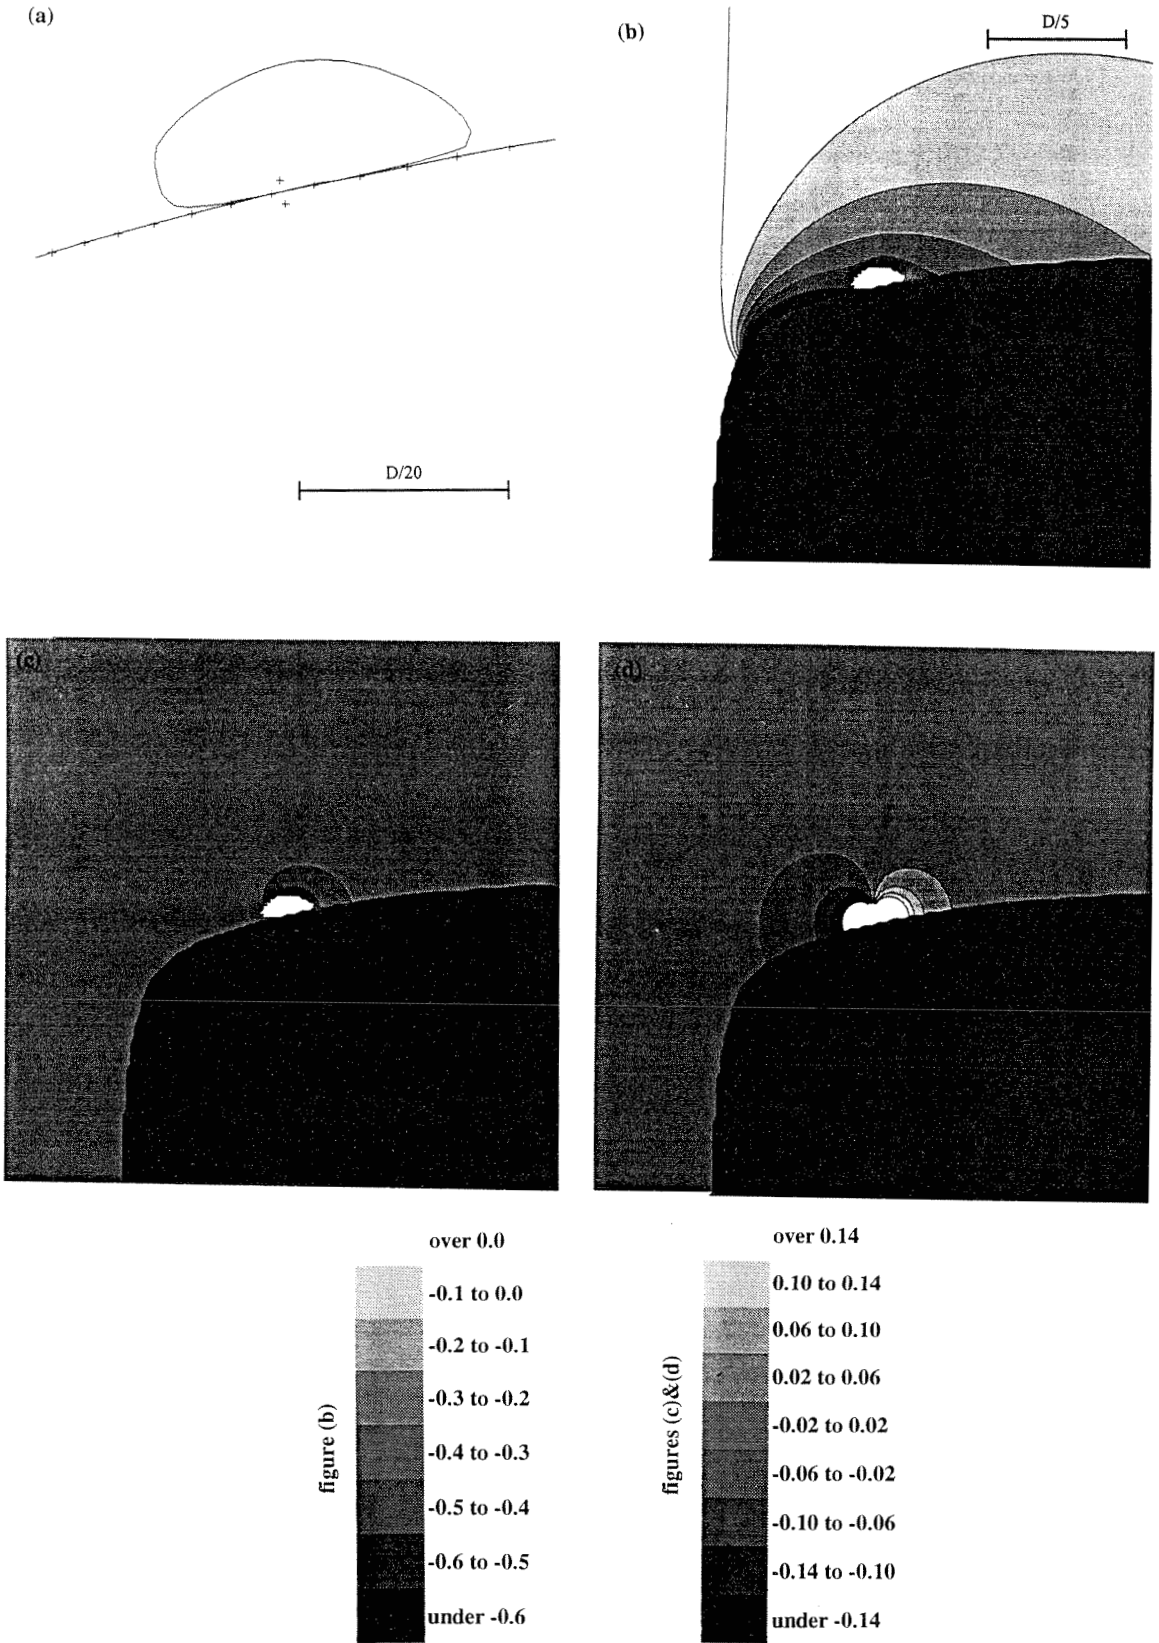 (a)
(b)
D/5
D/20
(c)
(d)
over 0.0
-0.1 to 0.0
-0.2 to -0.1
-0.3 to -0.2
-0.4 to -0.3
-0.5 to -0.4
-0.6 to -0.5
under -0.6
figure (b)
over 0.14
0.10 to 0.14
0.06 to 0.10
0.02 to 0.06
-0.02 to 0.02
-0.06 to -0.02
-0.10 to -0.06
-0.14 to -0.10
under -0.14
figures (c)&(d)